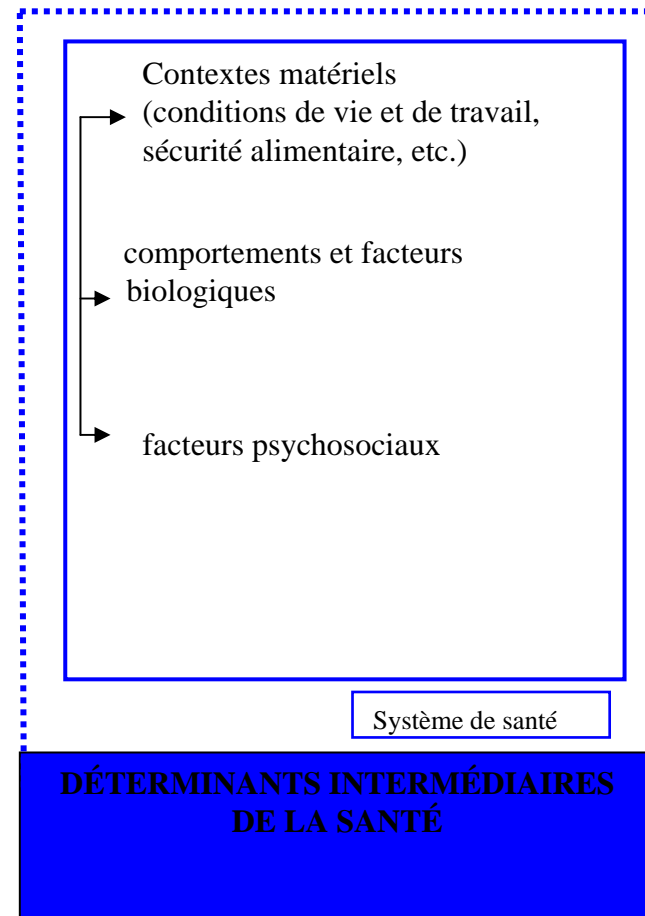 Contextes matériels
(conditions de vie et de travail,
sécurité alimentaire, etc.)
comportements et facteurs
biologiques
facteurs psychosociaux
Système de santé
DÉTERMINANTS INTERMÉDIAIRES
DE LA SANTÉ